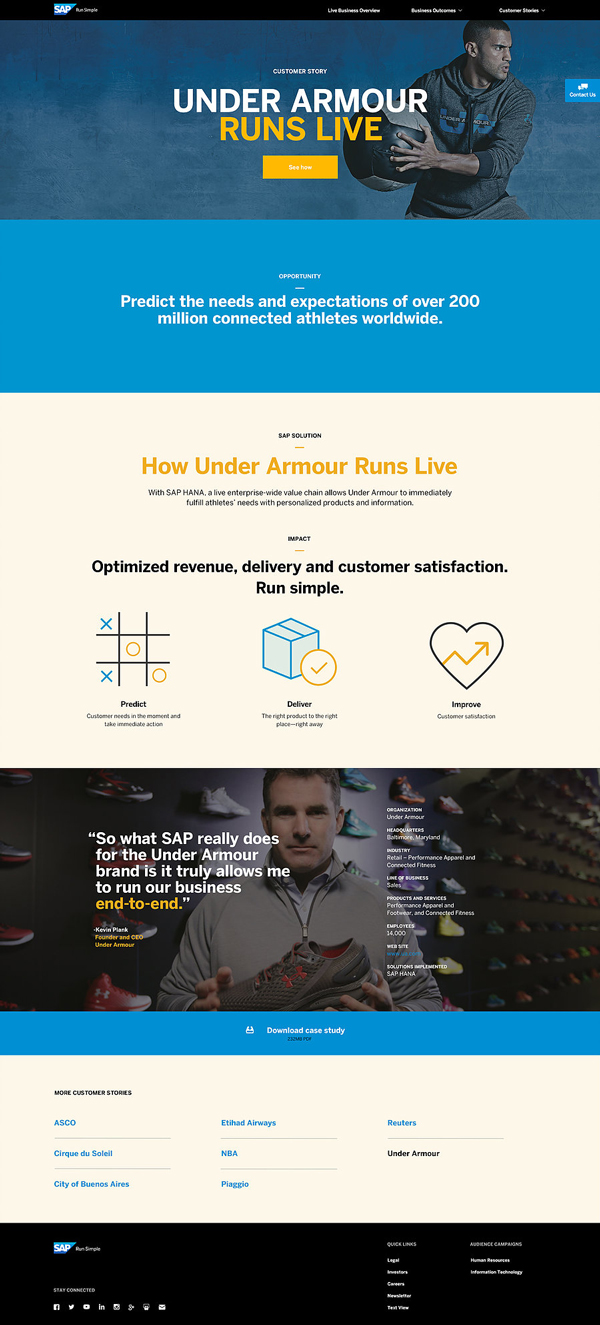 SAP Run Simple
Live Business Overview
Business Outcomes
Customer Stories
Contact Us
CUSTOMER STORY
UNDER ARMOUR
RUNS LIVE
See how
UNDER ARMOUR
OPPORTUNITY
Predict the needs and expectations of over 200
million connected athletes worldwide.
SAP SOLUTION
How Under Armour Runs Live
With SAP HANA, a live enterprise-wide value chain allows Under Armour to immediately
fulfill athletes' needs with personalized products and information.
IMPACT
Optimized revenue, delivery and customer satisfaction.
Run simple.
Predict
Customer needs in the moment and
take immediate action
Deliver
The right product to the right
place—right away
Improve
Customer satisfaction
“So what SAP really does
for the Under Armour
brand is it truly allows me
to run our business
end-to-end.”
-Kevin Plank
Founder and CEO
Under Armour
ORGANIZATION
Under Armour
HEADQUARTERS
Baltimore, Maryland
INDUSTRY
Retail – Performance Apparel and
Connected Fitness
LINE OF BUSINESS
Sales
PRODUCTS AND SERVICES
Performance Apparel and
Footwear, and Connected Fitness
EMPLOYEES
14,000
WEB SITE
SOLUTIONS IMPLEMENTED
SAP HANA
Download case study
MORE CUSTOMER STORIES
ASCO
Etihad Airways
Reuters
Cirque du Soleil
NBA
Under Armour
City of Buenos Aires
Piaggio
SAP Run Simple
STAY CONNECTED
QUICK LINKS
Legal
Investors
Careers
Newsletter
Text View
AUDIENCE CAMPAIGNS
Human Resources
Information Technology